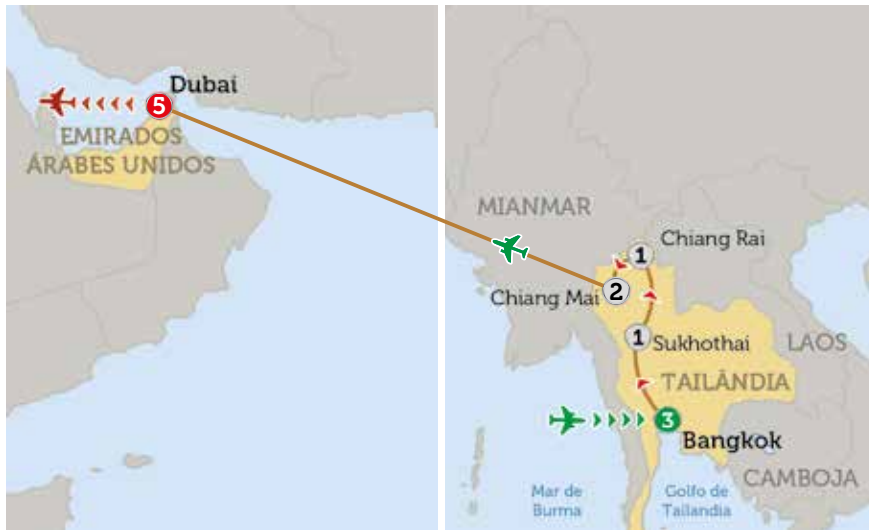 Dubai
5
EMIRADOS
ÁRABES UNIDOS
MIANMAR
1
Chiang Rai
Chiang Mai
2
1
Sukhothai
LAOS
TAILÂNDIA
3
Bangkok
CAMBOJA
Mar de
Burma
Golfo de
Tailandia